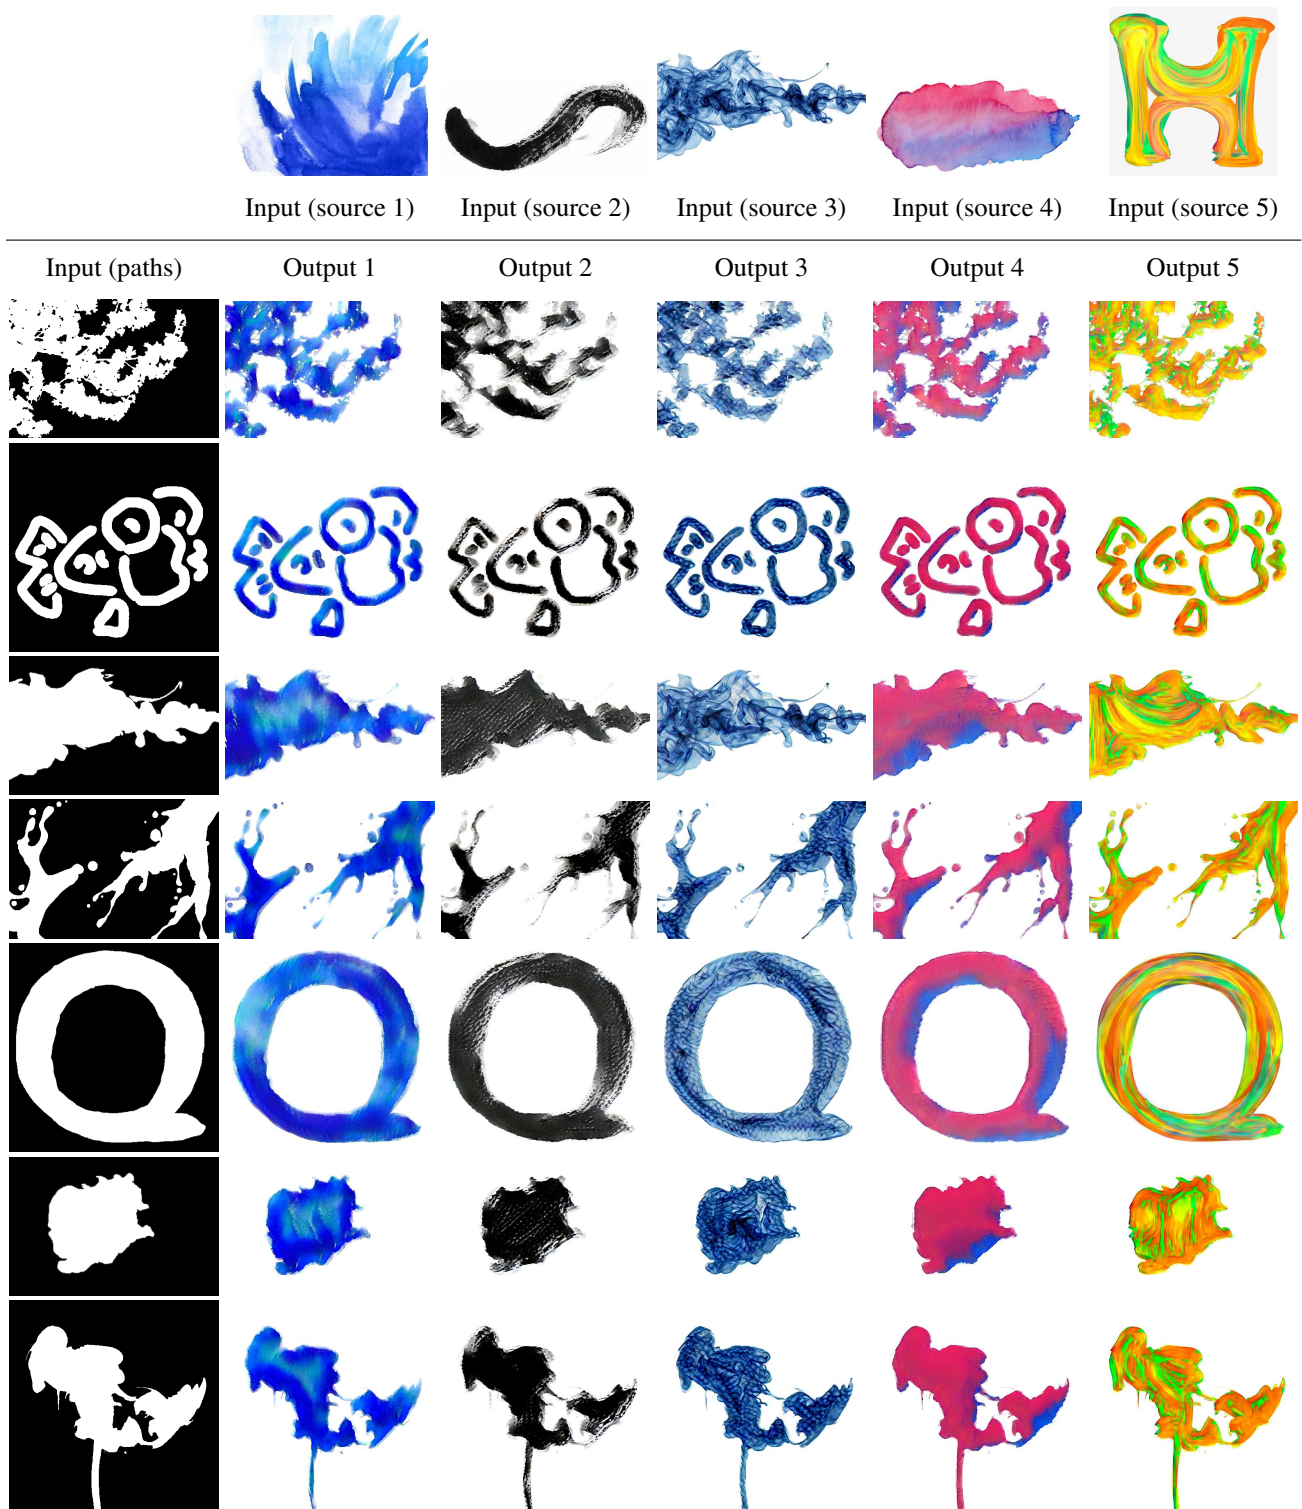 H
Input (source 1) Input (source 2) Input (source 3) Input (source 4) Input (source 5)
Input (paths) Output 1 Output 2 Output 3 Output 4 Output 5
Q Q Q Q Q Q